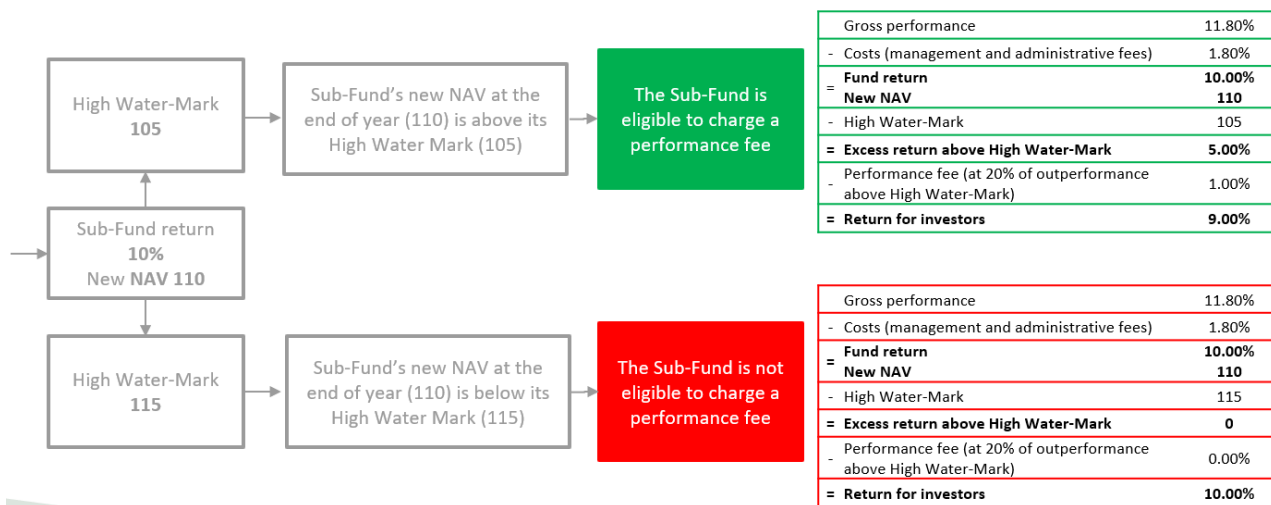 High Water-Mark
105
Sub-Fund's new NAV at the
end of year (110) is above its
High Water Mark (105)
The Sub-Fund is
eligible to charge a
performance fee
Gross performance 11.80%
- Costs (management and administrative fees) 1.80%
= Fund return 10.00%
New NAV 110
- High Water-Mark 105
= Excess return above High Water-Mark 5.00%
- Performance fee (at 20% of outperformance
above High Water-Mark) 1.00%
= Return for investors 9.00%
Sub-Fund return
10%
New NAV 110
High Water-Mark
115
Sub-Fund's new NAV at the
end of year (110) is below its
High Water Mark (115)
The Sub-Fund is not
eligible to charge a
performance fee
Gross performance 11.80%
- Costs (management and administrative fees) 1.80%
= Fund return 10.00%
New NAV 110
- High Water-Mark 115
= Excess return above High Water-Mark 0
- Performance fee (at 20% of outperformance
above High Water-Mark) 0.00%
= Return for investors 10.00%